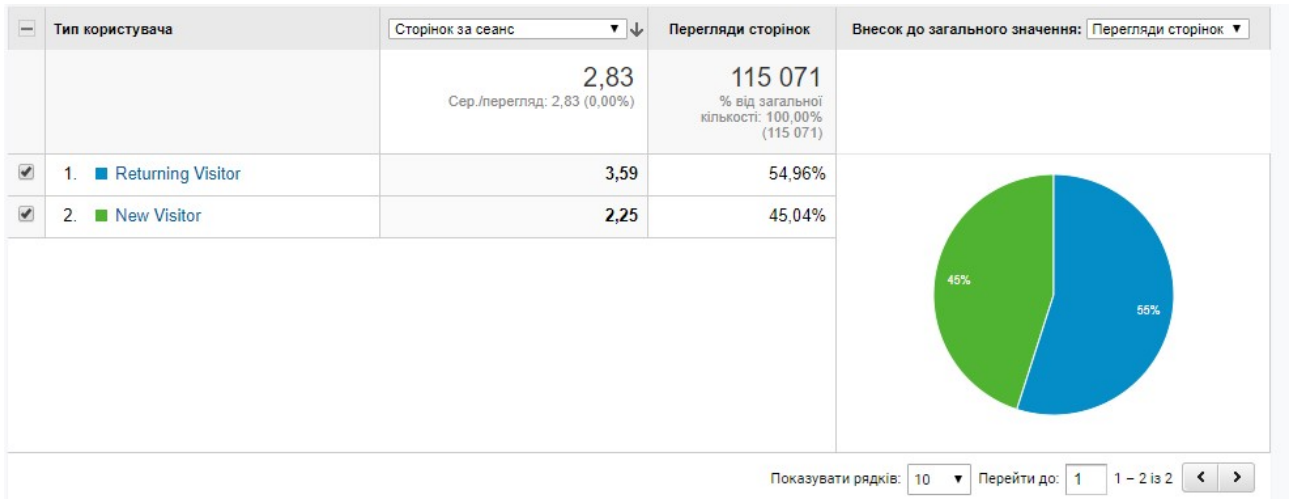 Тип користувача
Сторінок за сеанс
Перегляди сторінок
Внесок до загального значення: Перегляди сторінок
2,83
Сер./перегляд: 2,83 (0,00%)
115 071
% від загальної
кількості: 100,00%
(115 071)
1. Returning Visitor 3,59 54,96%
2. New Visitor 2,25 45,04%
45%
55%
Показувати рядків: 10 Перейти до: 1 1 – 2 із 2